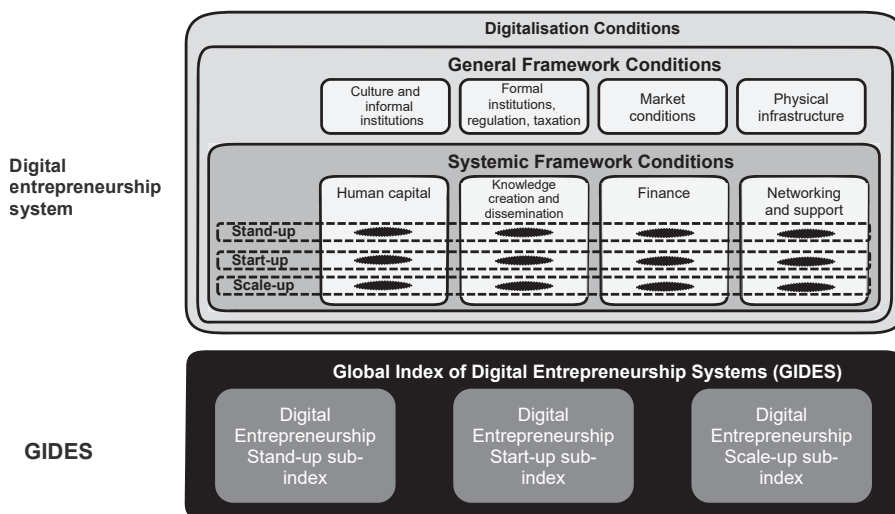 Digitalisation Conditions
General Framework Conditions
Culture and
informal
institutions
Formal
institutions,
regulation, taxation
Market
conditions
Physical
infrastructure
Digital
entrepreneurship
system
Systemic Framework Conditions
Human capital
Knowledge
creation and
dissemination
Finance
Networking
and support
Stand-up
Start-up
Scale-up
Global Index of Digital Entrepreneurship Systems (GIDES)
GIDES
Digital
Entrepreneurship
Stand-up sub-
index
Digital
Entrepreneurship
Start-up sub-
index
Digital
Entrepreneurship
Scale-up sub-
index